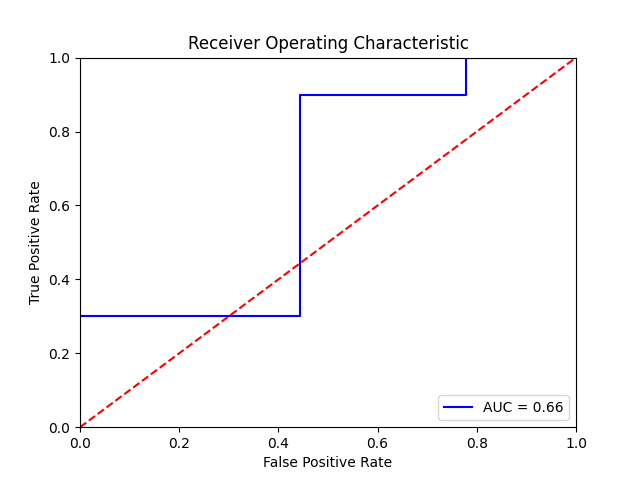 Receiver Operating Characteristic
True Positive Rate
1.0
0.8
0.6
0.4
0.2
0.0
AUC = 0.66
0.0 0.2 0.4 0.6 0.8 1.0
False Positive Rate